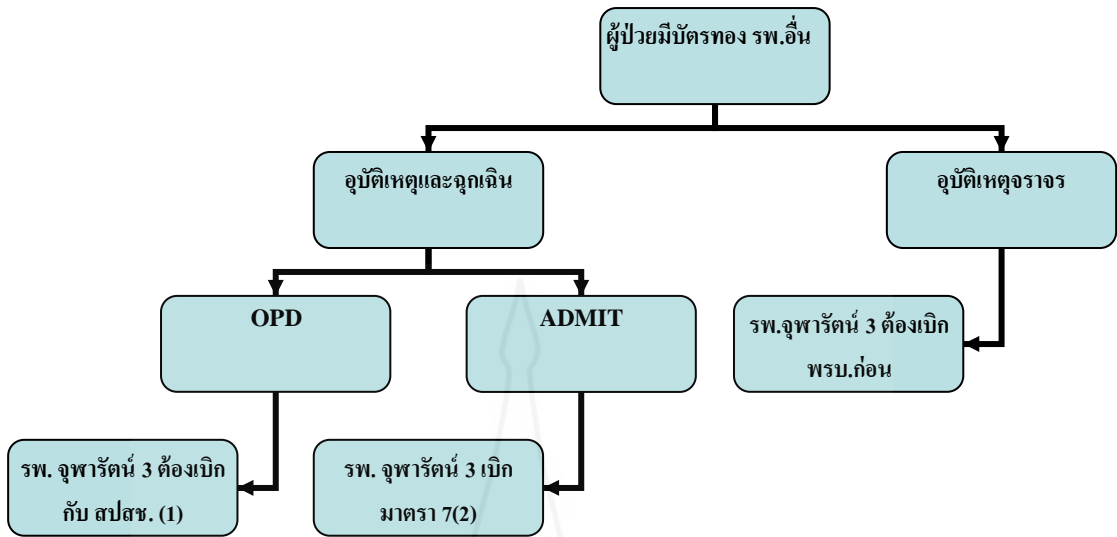 ผู้ป่วยมีบัตรทอง รพ.อื่น
อุบัติเหตุและฉุกเฉิน
อุบัติเหตุจราจร
OPD
ADMIT
รพ.จุฬารัตน์ 3 ต้องเบิก
พรบ.ก่อน
รพ. จุฬารัตน์ 3 ต้องเบิก
กับ สปสช. (1)
รพ. จุฬารัตน์ 3 เบิก
มาตรา 7(2)